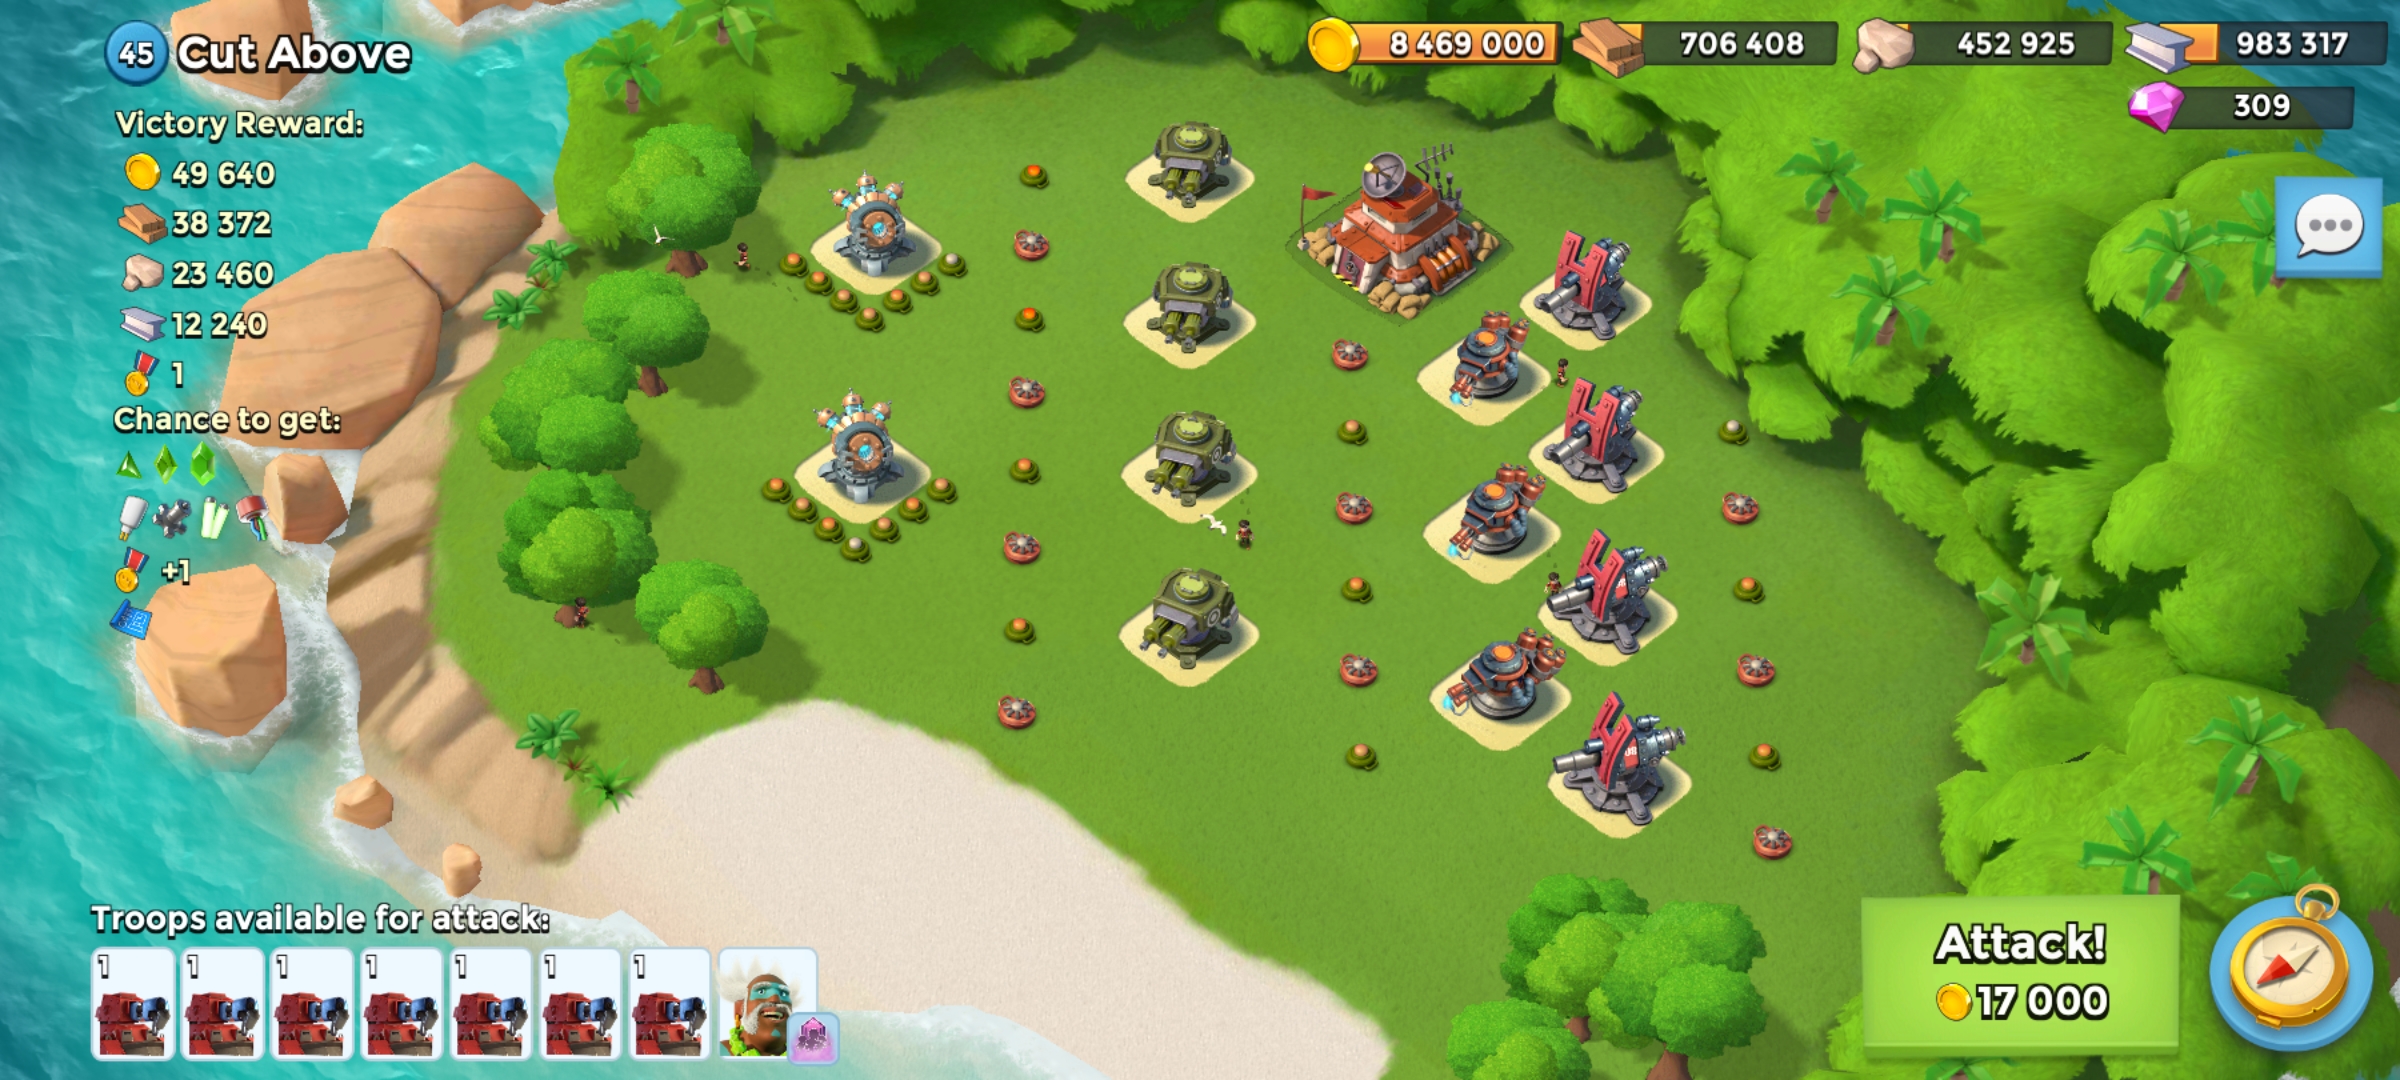 45 Cut Above
8 469 000
706 408
452 925
983 317
309
Victory Reward:
49 640
38 372
23 460
12 240
1
Chance to get:
+1
Troops available for attack:
1 1 1 1 1 1 1
Attack!
17 000